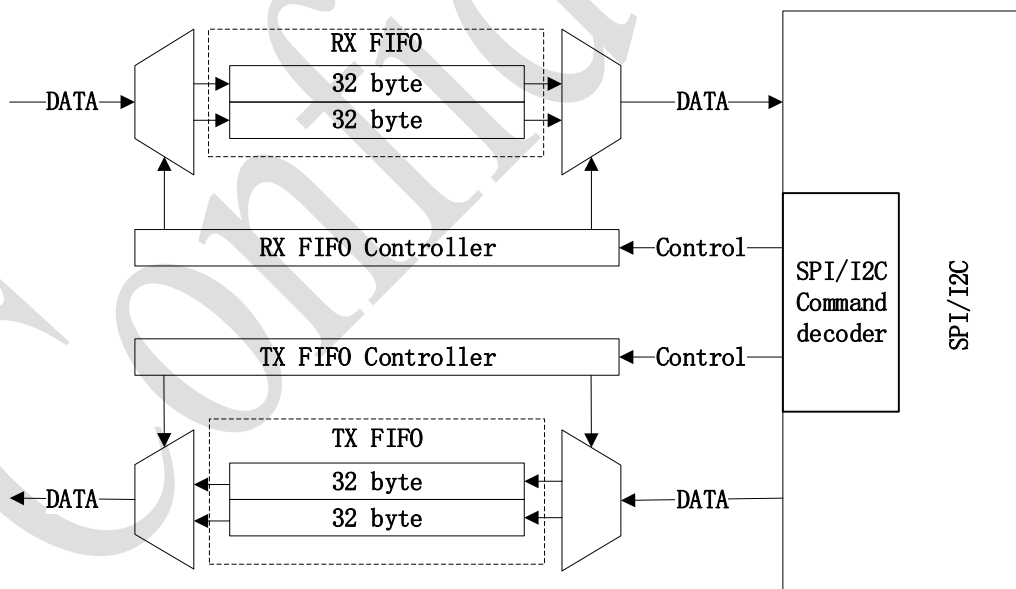 RX FIFO
32 byte
32 byte
DATA
DATA
RX FIFO Controller
Control
SPI/I2C
Command
decoder
SPI/I2C
TX FIFO Controller
Control
TX FIFO
32 byte
32 byte
DATA
DATA
Confid